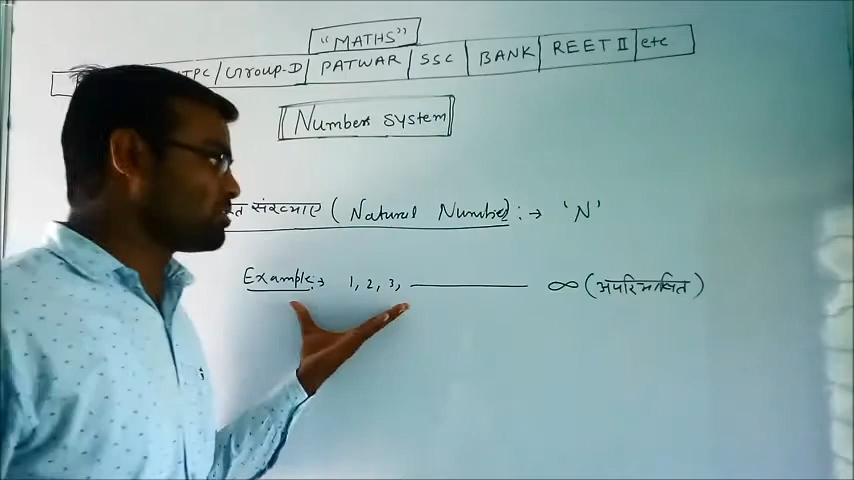 "MATHS"
TPC/Group-D PATWAR SSC BANK REET II etc
Number system
त संख्याए ( Natural Number) :→ 'N'
Example :→ 1, 2, 3, ——— ∞ (अपरिभाषित)